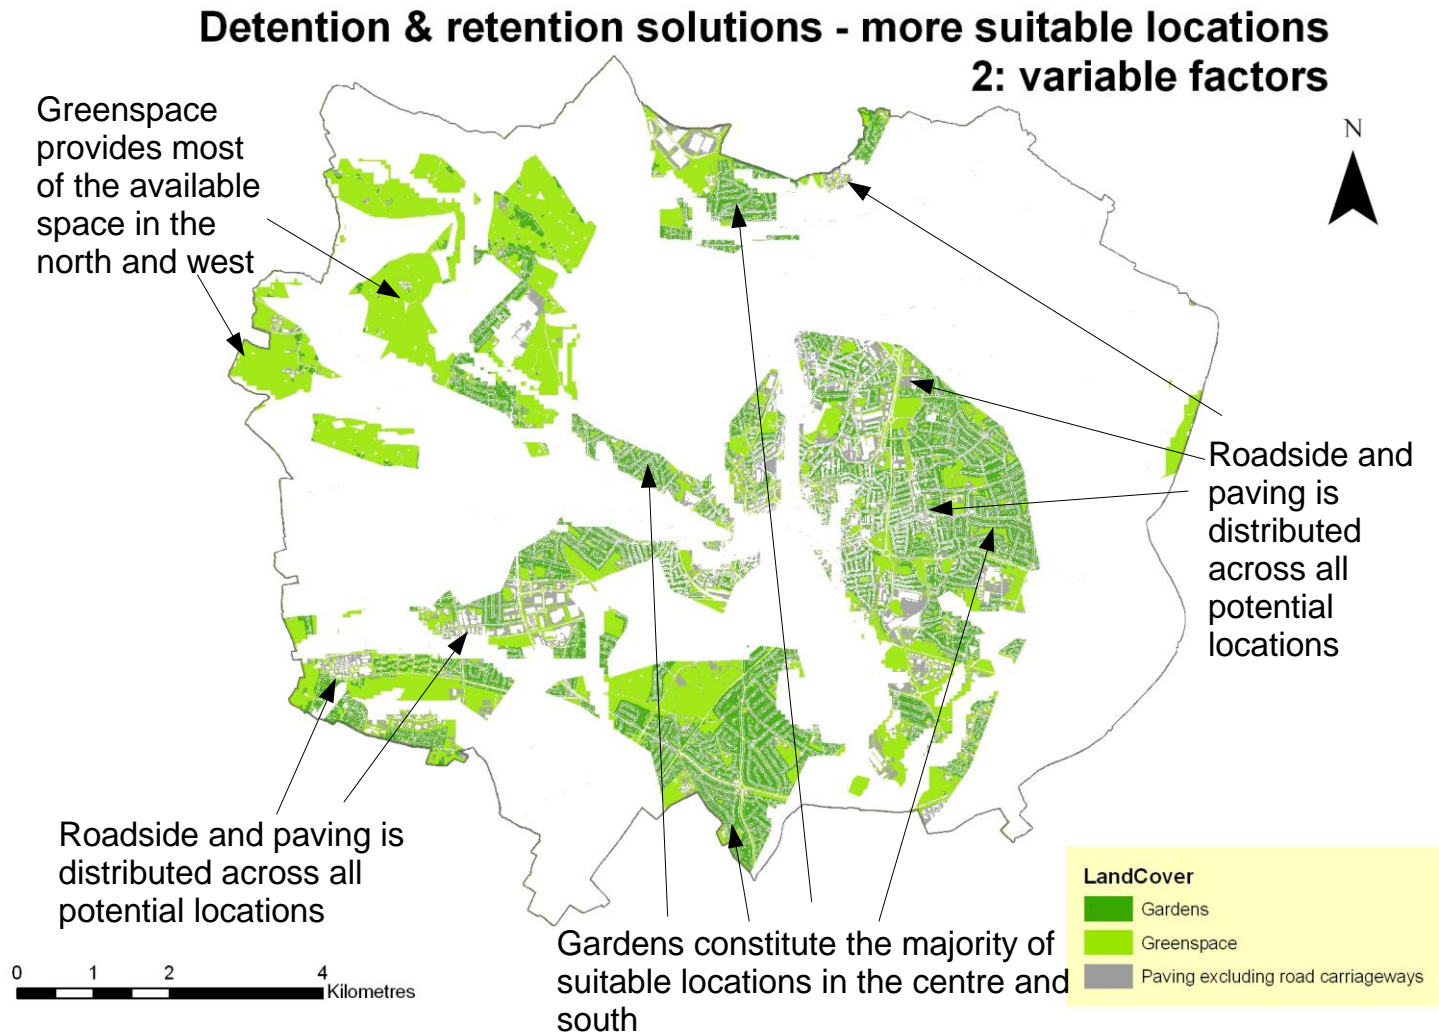 Detention & retention solutions - more suitable locations
2: variable factors
Greenspace
provides most
of the available
space in the
north and west
N
Roadside and
paving is
distributed
across all
potential
locations
Roadside and paving is
distributed across all
potential locations
Gardens constitute the majority of
suitable locations in the centre and
south
LandCover
Gardens
Greenspace
Paving excluding road carriageways
0 1 2 4
Kilometres